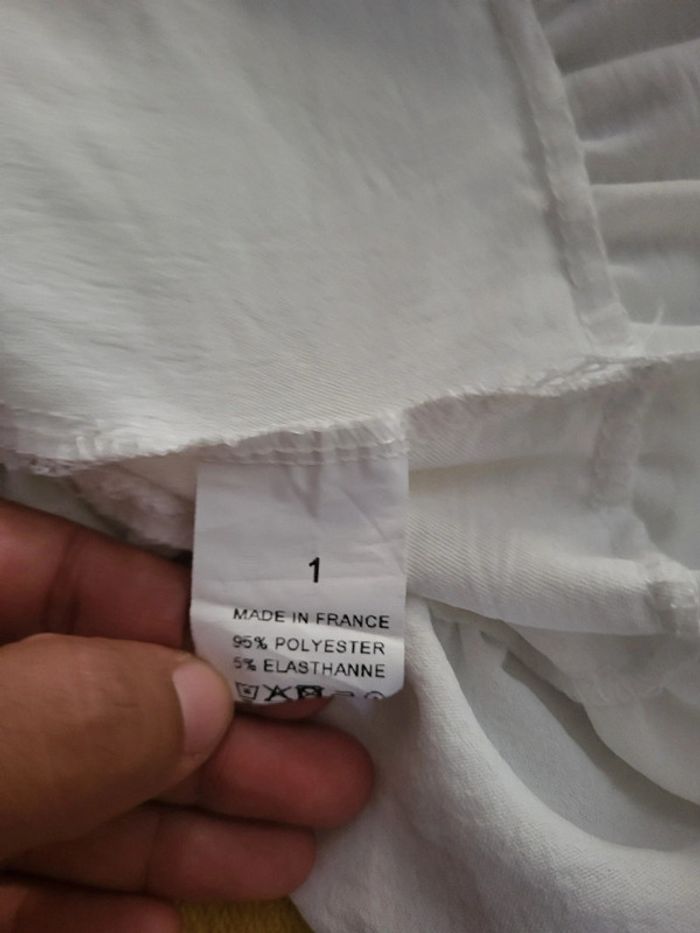 1
MADE IN FRANCE
95% POLYESTER
5% ELASTHANNE